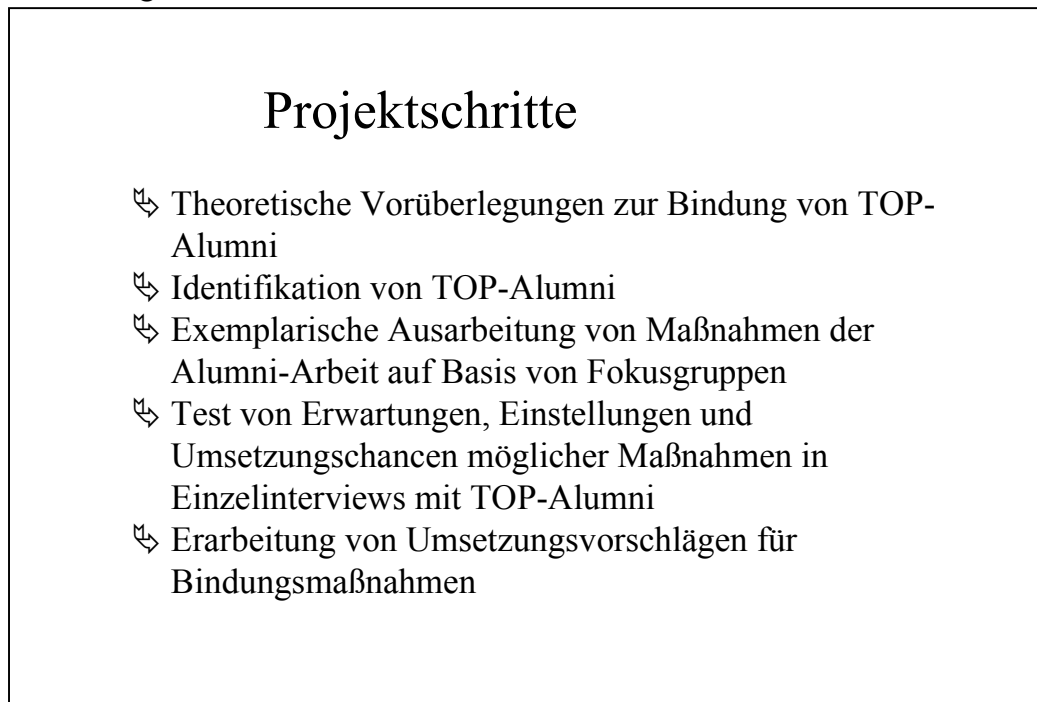 Projektschritte
Theoretische Vorüberlegungen zur Bindung von TOP-
Alumni
Identifikation von TOP-Alumni
Exemplarische Ausarbeitung von Maßnahmen der
Alumni-Arbeit auf Basis von Fokusgruppen
Test von Erwartungen, Einstellungen und
Umsetzungschancen möglicher Maßnahmen in
Einzelinterviews mit TOP-Alumni
Erarbeitung von Umsetzungsvorschlägen für
Bindungsmaßnahmen